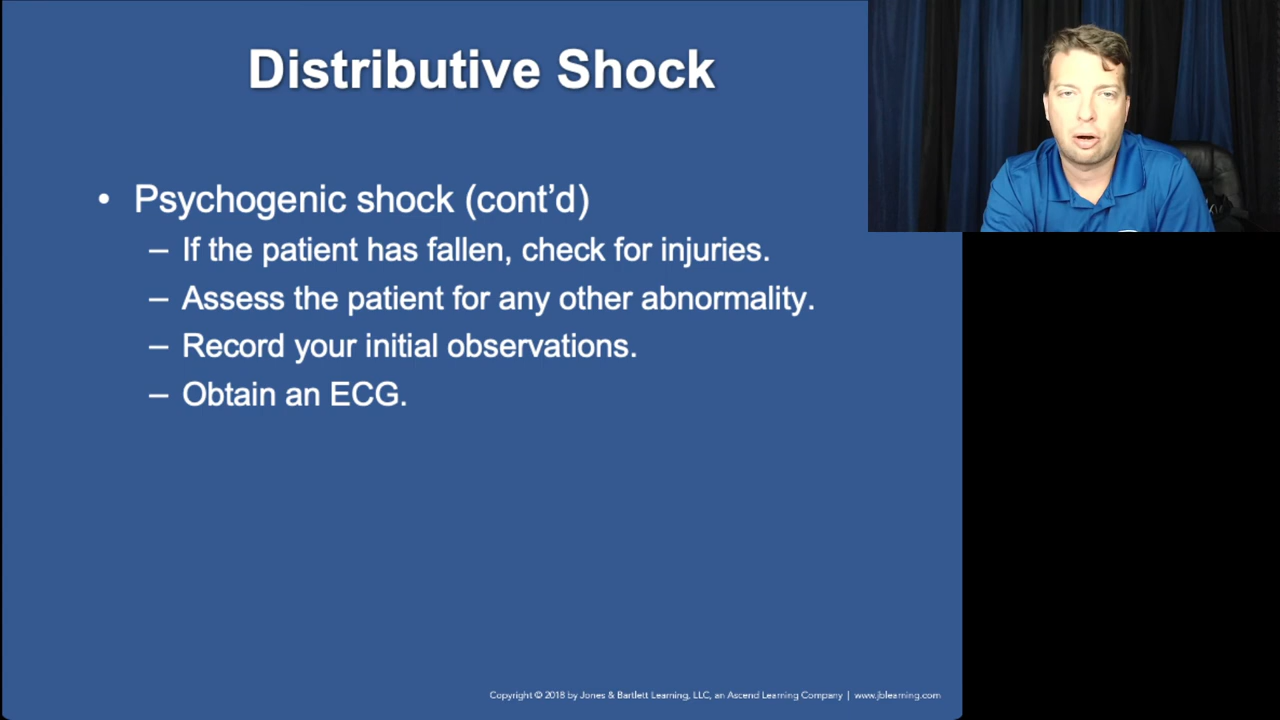 Distributive Shock
• Psychogenic shock (cont’d)
– If the patient has fallen, check for injuries.
– Assess the patient for any other abnormality.
– Record your initial observations.
– Obtain an ECG.
Copyright © 2018 by Jones & Bartlett Learning, LLC, an Ascend Learning Company | www.jblearning.com